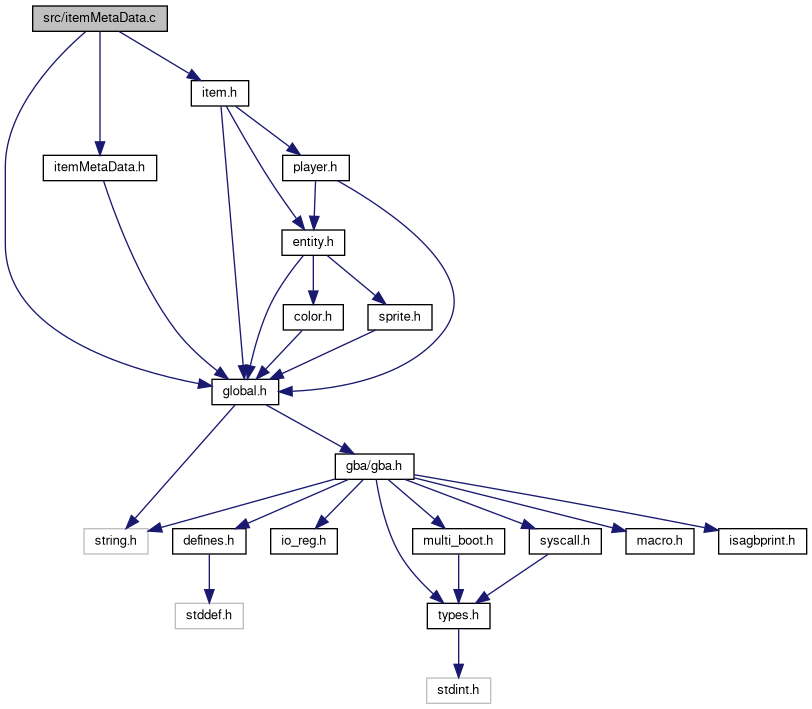 src/itemMetaData.c
item.h
itemMetaData.h
player.h
entity.h
color.h
sprite.h
global.h
gba/gba.h
string.h
defines.h
io_reg.h
multi_boot.h
syscall.h
macro.h
isagbprint.h
stddef.h
types.h
stdint.h